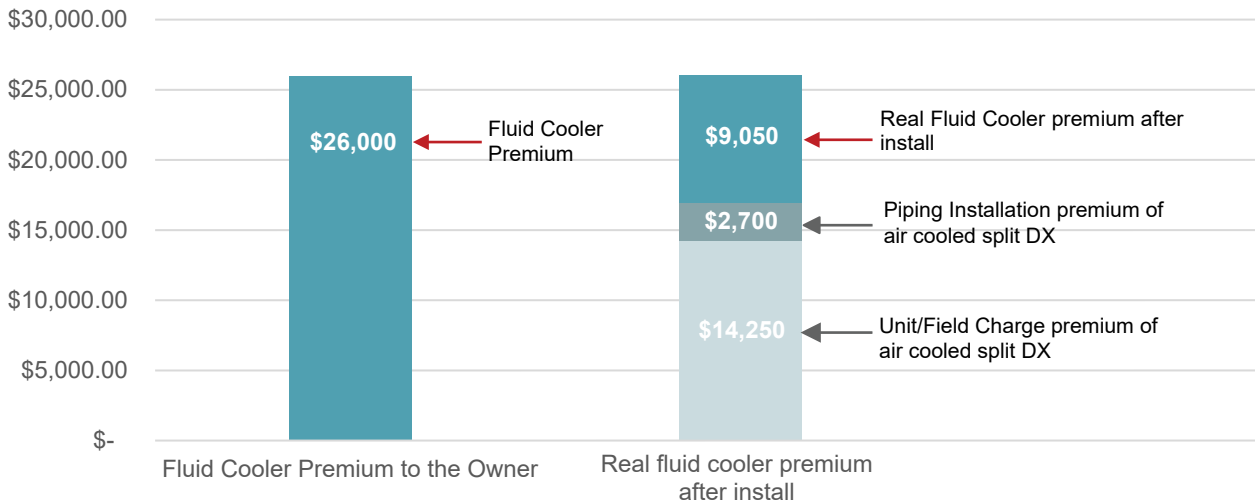 $30,000.00
$25,000.00
$20,000.00
$15,000.00
$10,000.00
$5,000.00
$-
$26,000
Fluid Cooler
Premium
$9,050
Real Fluid Cooler premium after
install
$2,700
Piping Installation premium of
air cooled split DX
$14,250
Unit/Field Charge premium of
air cooled split DX
Fluid Cooler Premium to the Owner
Real fluid cooler premium
after install